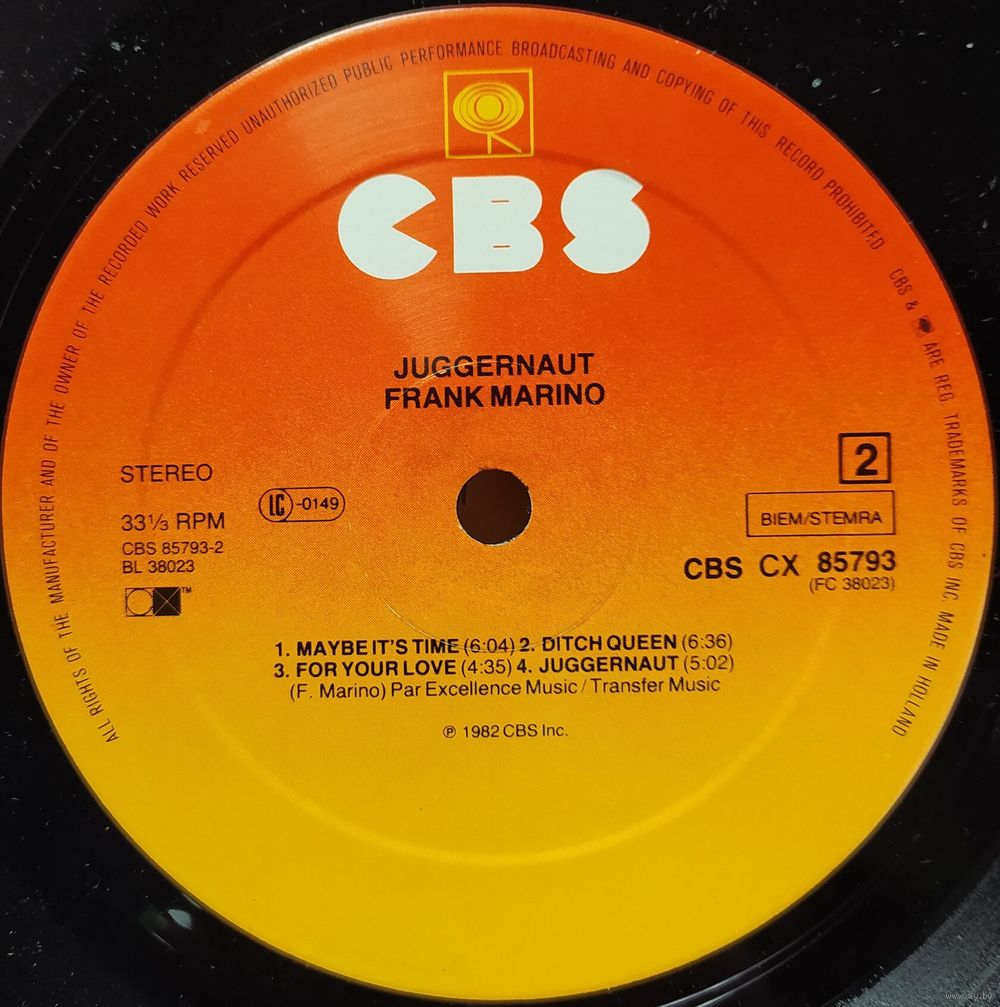 ALL RIGHTS OF THE MANUFACTURER AND OF THE OWNER OF THE RECORDED WORK RESERVED UNAUTHORIZED PUBLIC PERFORMANCE BROADCASTING AND COPYING OF THIS RECORD PROHIBITED CBS & ARE REG. TRADEMARKS OF CBS INC. MADE IN HOLLAND
CBS
JUGGERNAUT
FRANK MARINO
STEREO
33⅓ RPM
CBS 85793-2
BL 38023
LC-0149
TM
2
BIEM/STEMRA
CBS CX 85793
(FC 38023)
1. MAYBE IT'S TIME (6:04) 2. DITCH QUEEN (6:36)
3. FOR YOUR LOVE (4:35) 4. JUGGERNAUT (5:02)
(F. Marino) Par Excellence Music / Transfer Music
℗ 1982 CBS Inc.
www.ay.by